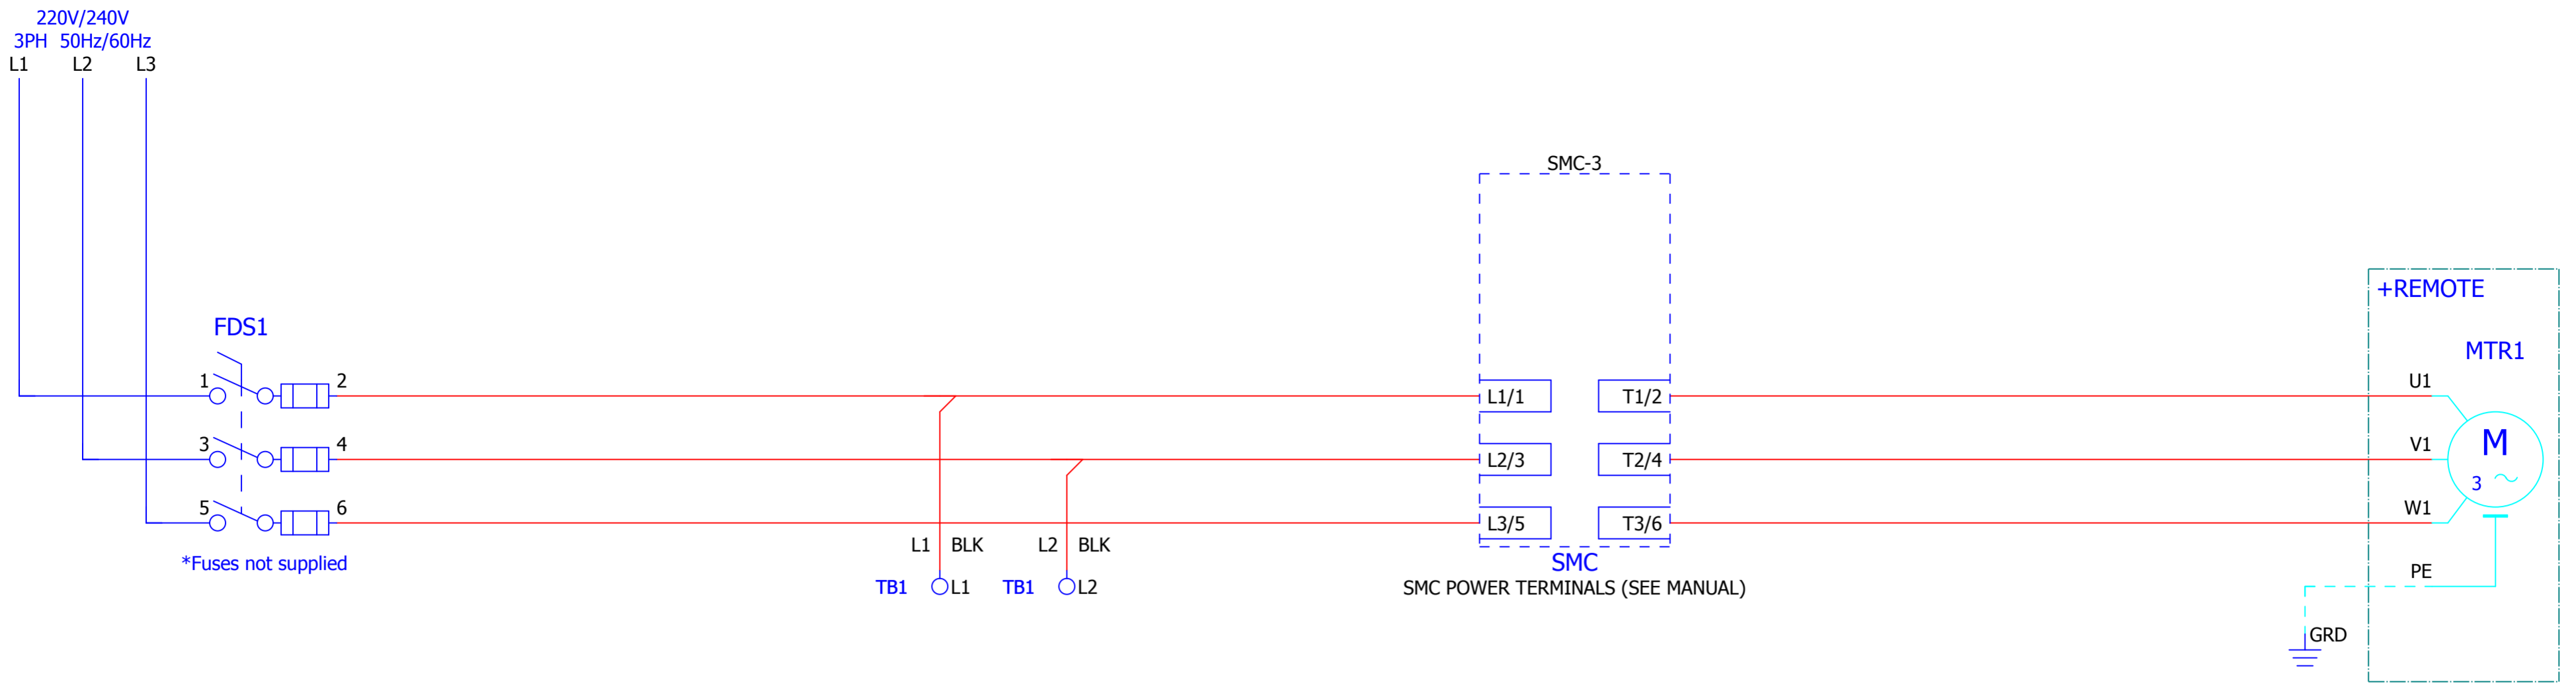 220V/240V
3PH 50Hz/60Hz
L1 L2 L3
SMC-3
+REMOTE
FDS1
MTR1
1 2 L1/1 T1/2 U1
3 4 L2/3 T2/4 V1
M
3
5 6 L3/5 T3/6 W1
L1 BLK L2 BLK
*Fuses not supplied
SMC
TB1 L1 TB1 L2
SMC POWER TERMINALS (SEE MANUAL)
PE
GRD